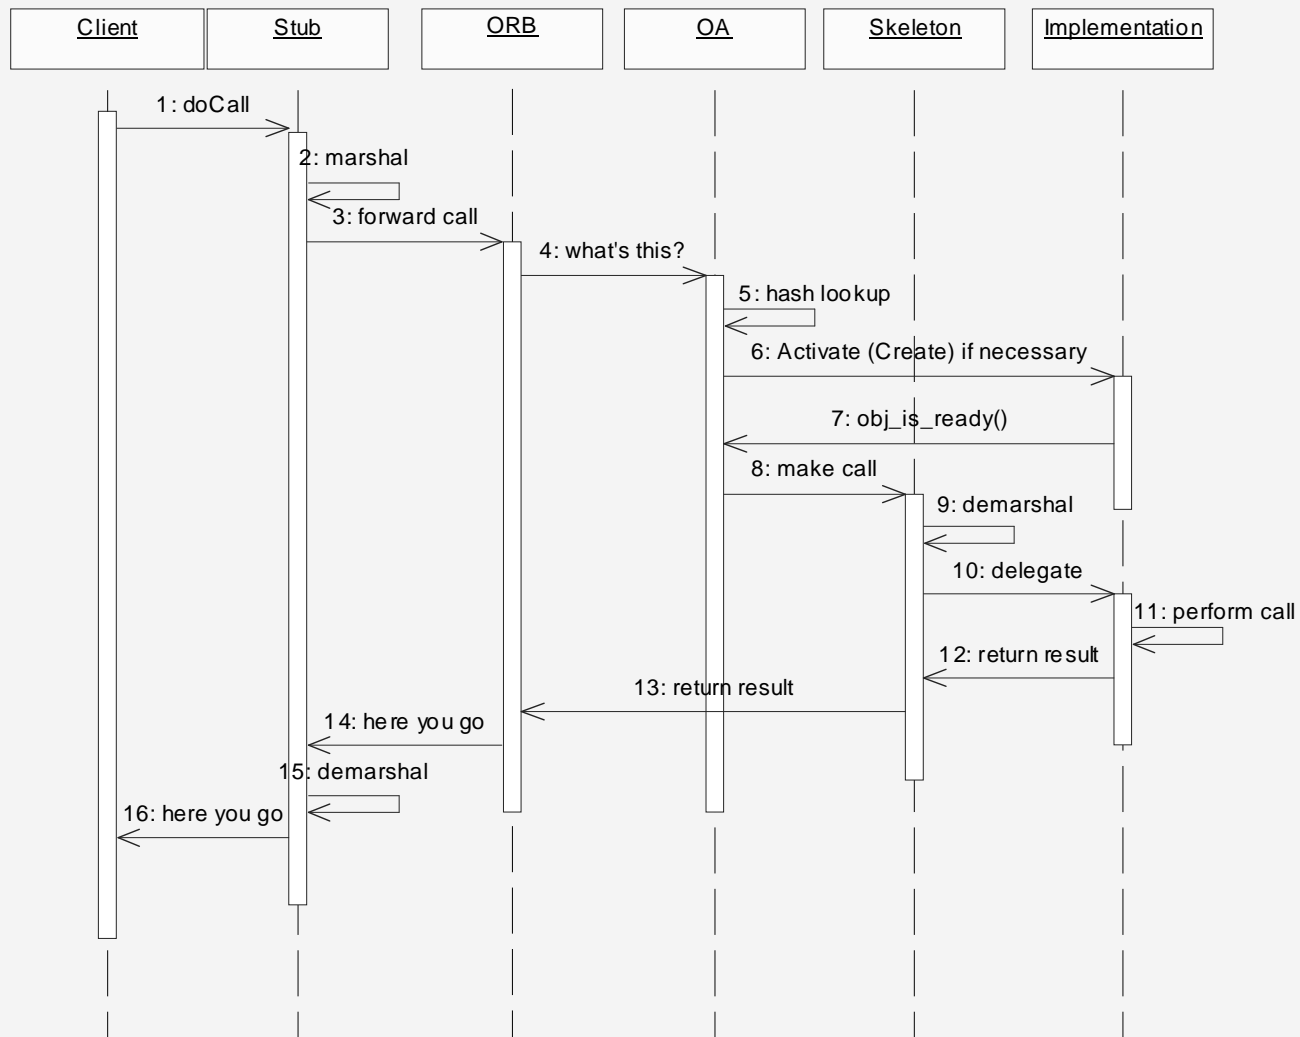 Client
Stub
ORB
OA
Skeleton
Implementation
1: doCall
2: marshal
3: forward call
4: what's this?
5: hash lookup
6: Activate (Create) if necessary
7: obj_is_ready()
8: make call
9: demarshal
10: delegate
11: perform call
12: return result
13: return result
14: here you go
15: demarshal
16: here you go